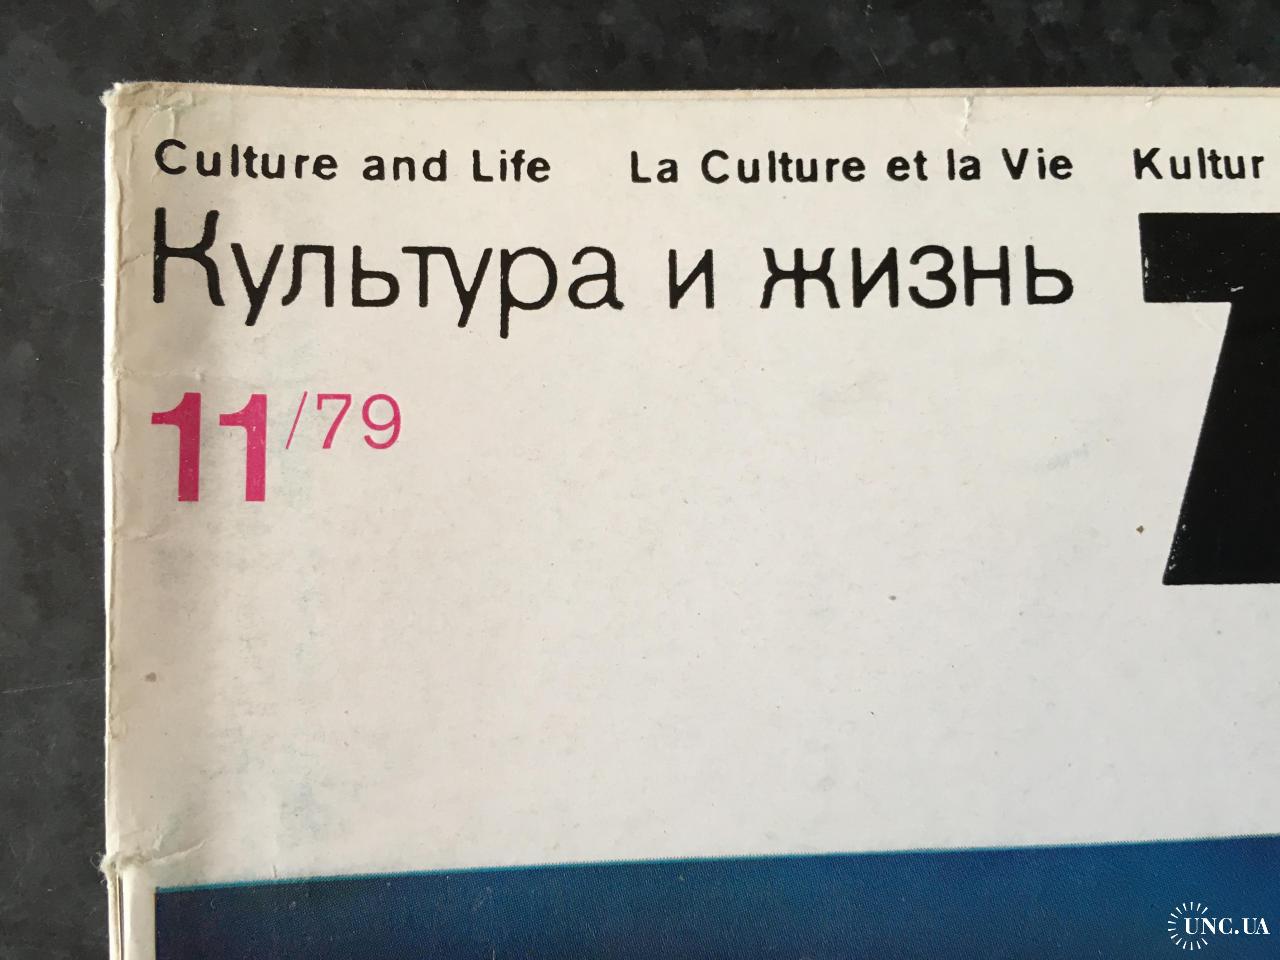 Culture and Life La Culture et la Vie Kultur
Культура и жизнь
11/79
UNC.UA